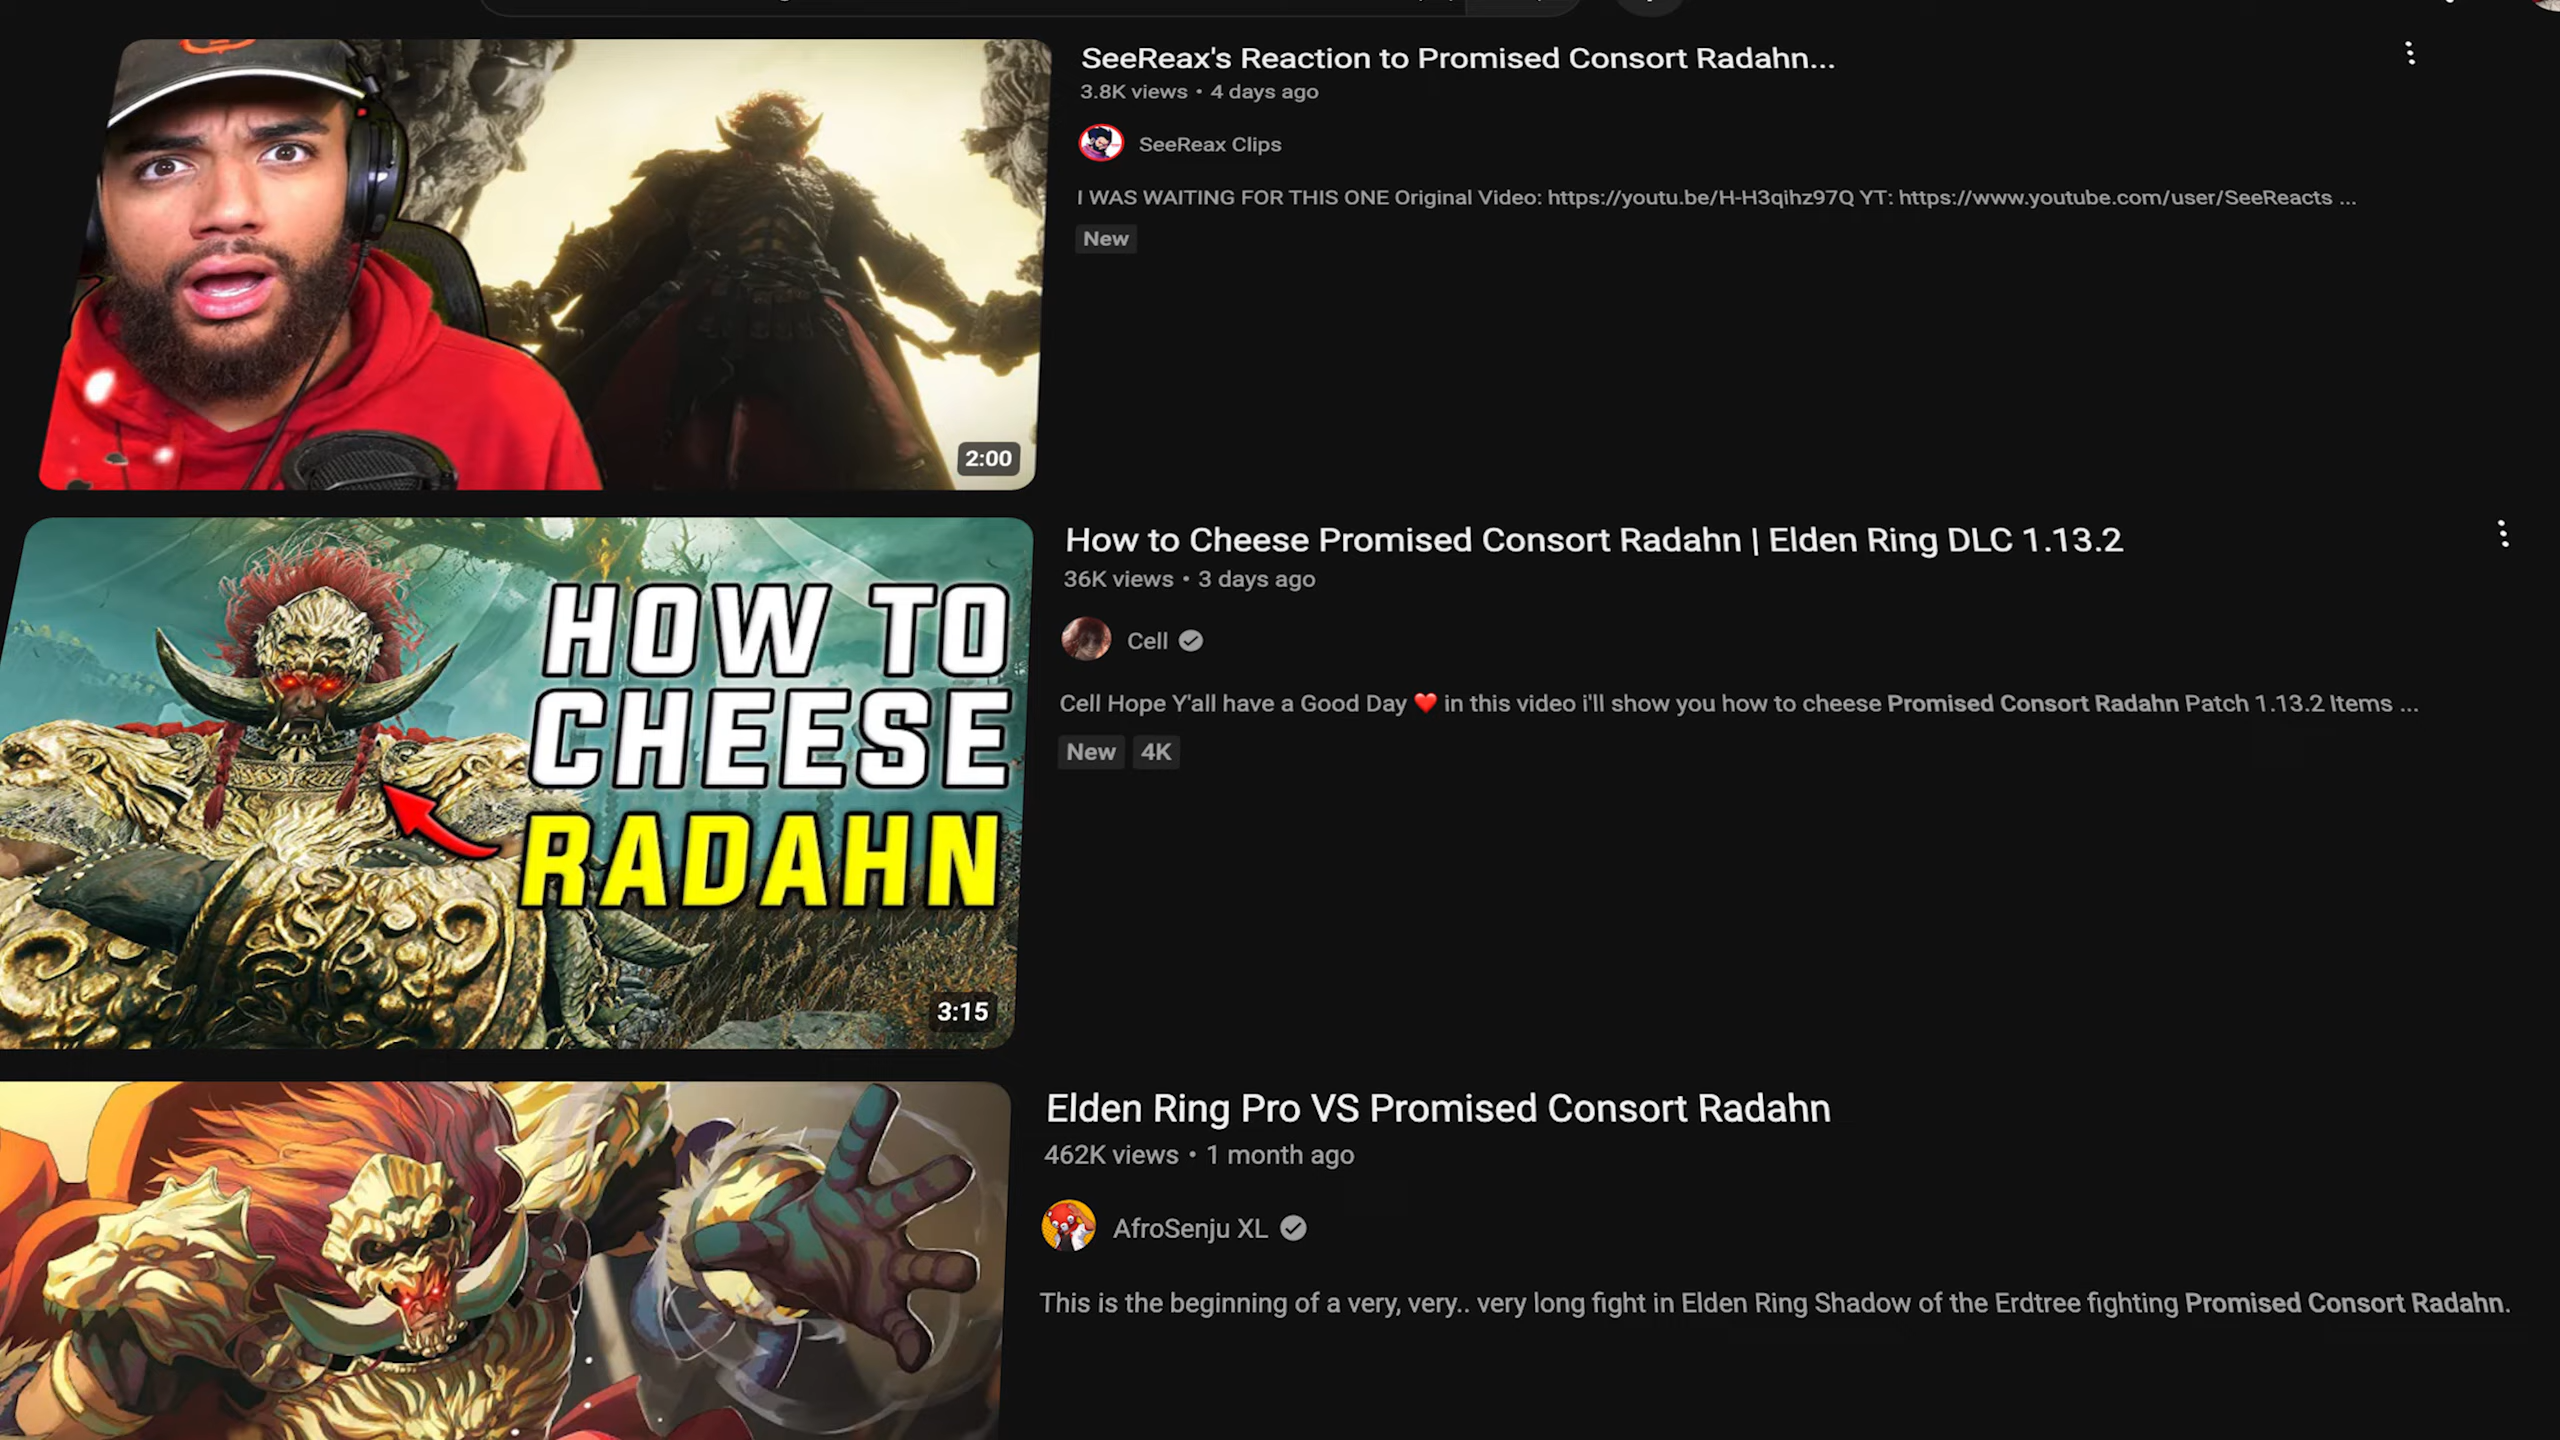 SeeReax's Reaction to Promised Consort Radahn...
3.8K views • 4 days ago
SeeReax Clips
I WAS WAITING FOR THIS ONE Original Video: https://youtu.be/H-H3qihz97Q YT: https://www.youtube.com/user/SeeReacts ...
New
2:00
HOW TO
CHEESE
RADAHN
3:15
How to Cheese Promised Consort Radahn | Elden Ring DLC 1.13.2
36K views • 3 days ago
Cell
Cell Hope Y'all have a Good Day ❤️ in this video i'll show you how to cheese Promised Consort Radahn Patch 1.13.2 Items ...
New 4K
Elden Ring Pro VS Promised Consort Radahn
462K views • 1 month ago
AfroSenju XL
This is the beginning of a very, very.. very long fight in Elden Ring Shadow of the Erdtree fighting Promised Consort Radahn.